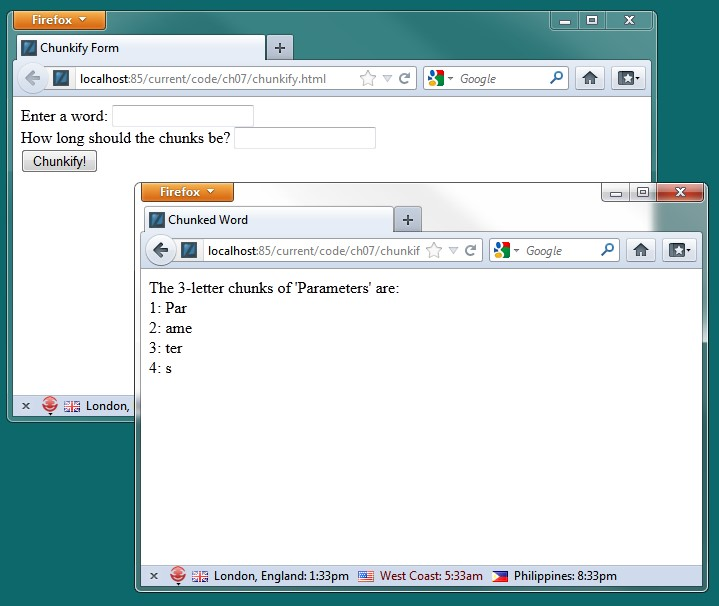 Firefox
Chunkify Form
localhost:85/current/code/ch07/chunkify.html
Google
Enter a word:
How long should the chunks be?
Chunkify!
London,
Firefox
Chunked Word
localhost:85/current/code/ch07/chunkif
Google
The 3-letter chunks of 'Parameters' are:
1: Par
2: ame
3: ter
4: s
London, England: 1:33pm West Coast: 5:33am Philippines: 8:33pm